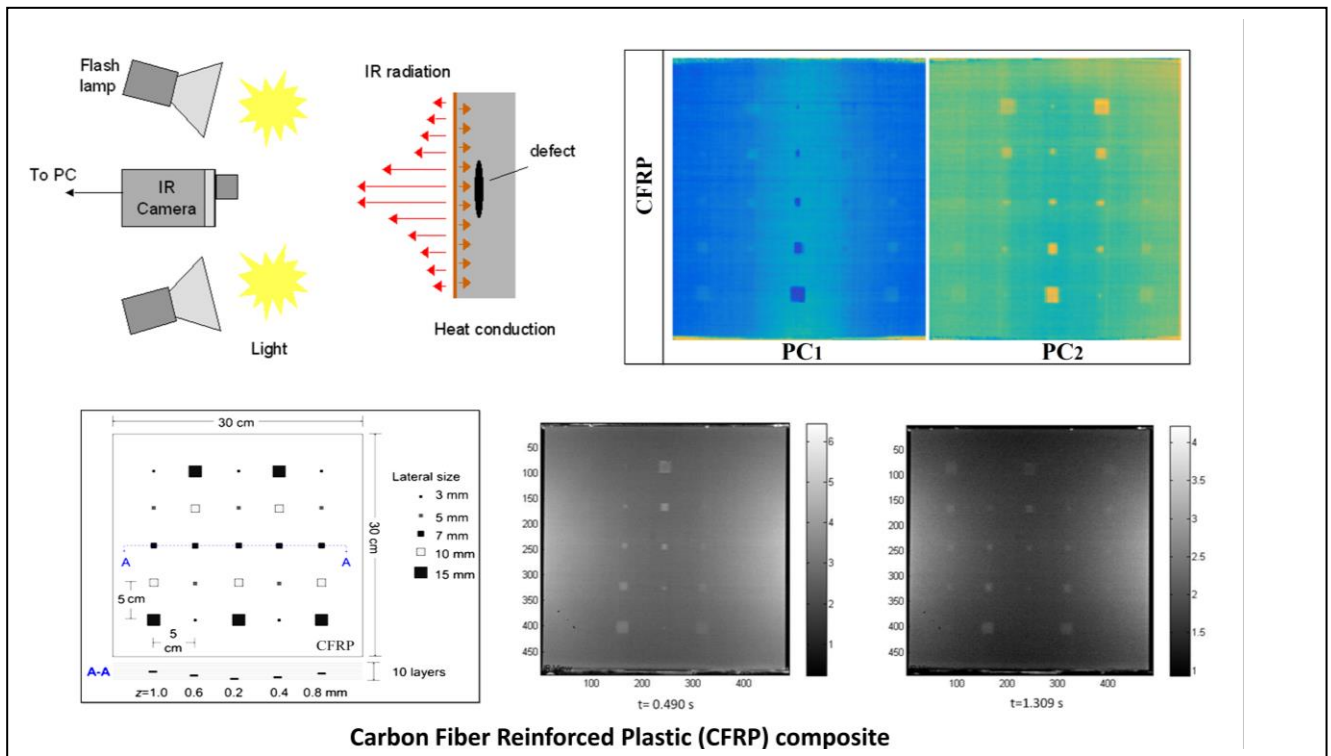 Flash
lamp
To PC
IR
Camera
Light
IR radiation
defect
Heat conduction
CFRP
PC1
PC2
30 cm
30 cm
5 cm
5
cm
A
A
CFRP
Lateral size
3 mm
5 mm
7 mm
10 mm
15 mm
A-A
10 layers
z=1.0 0.6 0.2 0.4 0.8 mm
50
100
150
200
250
300
350
400
450
100 200 300 400
6
5
4
3
2
1
t= 0.490 s
50
100
150
200
250
300
350
400
450
100 200 300 400
4
3.5
3
2.5
2
1.5
1
t=1.309 s
Carbon Fiber Reinforced Plastic (CFRP) composite